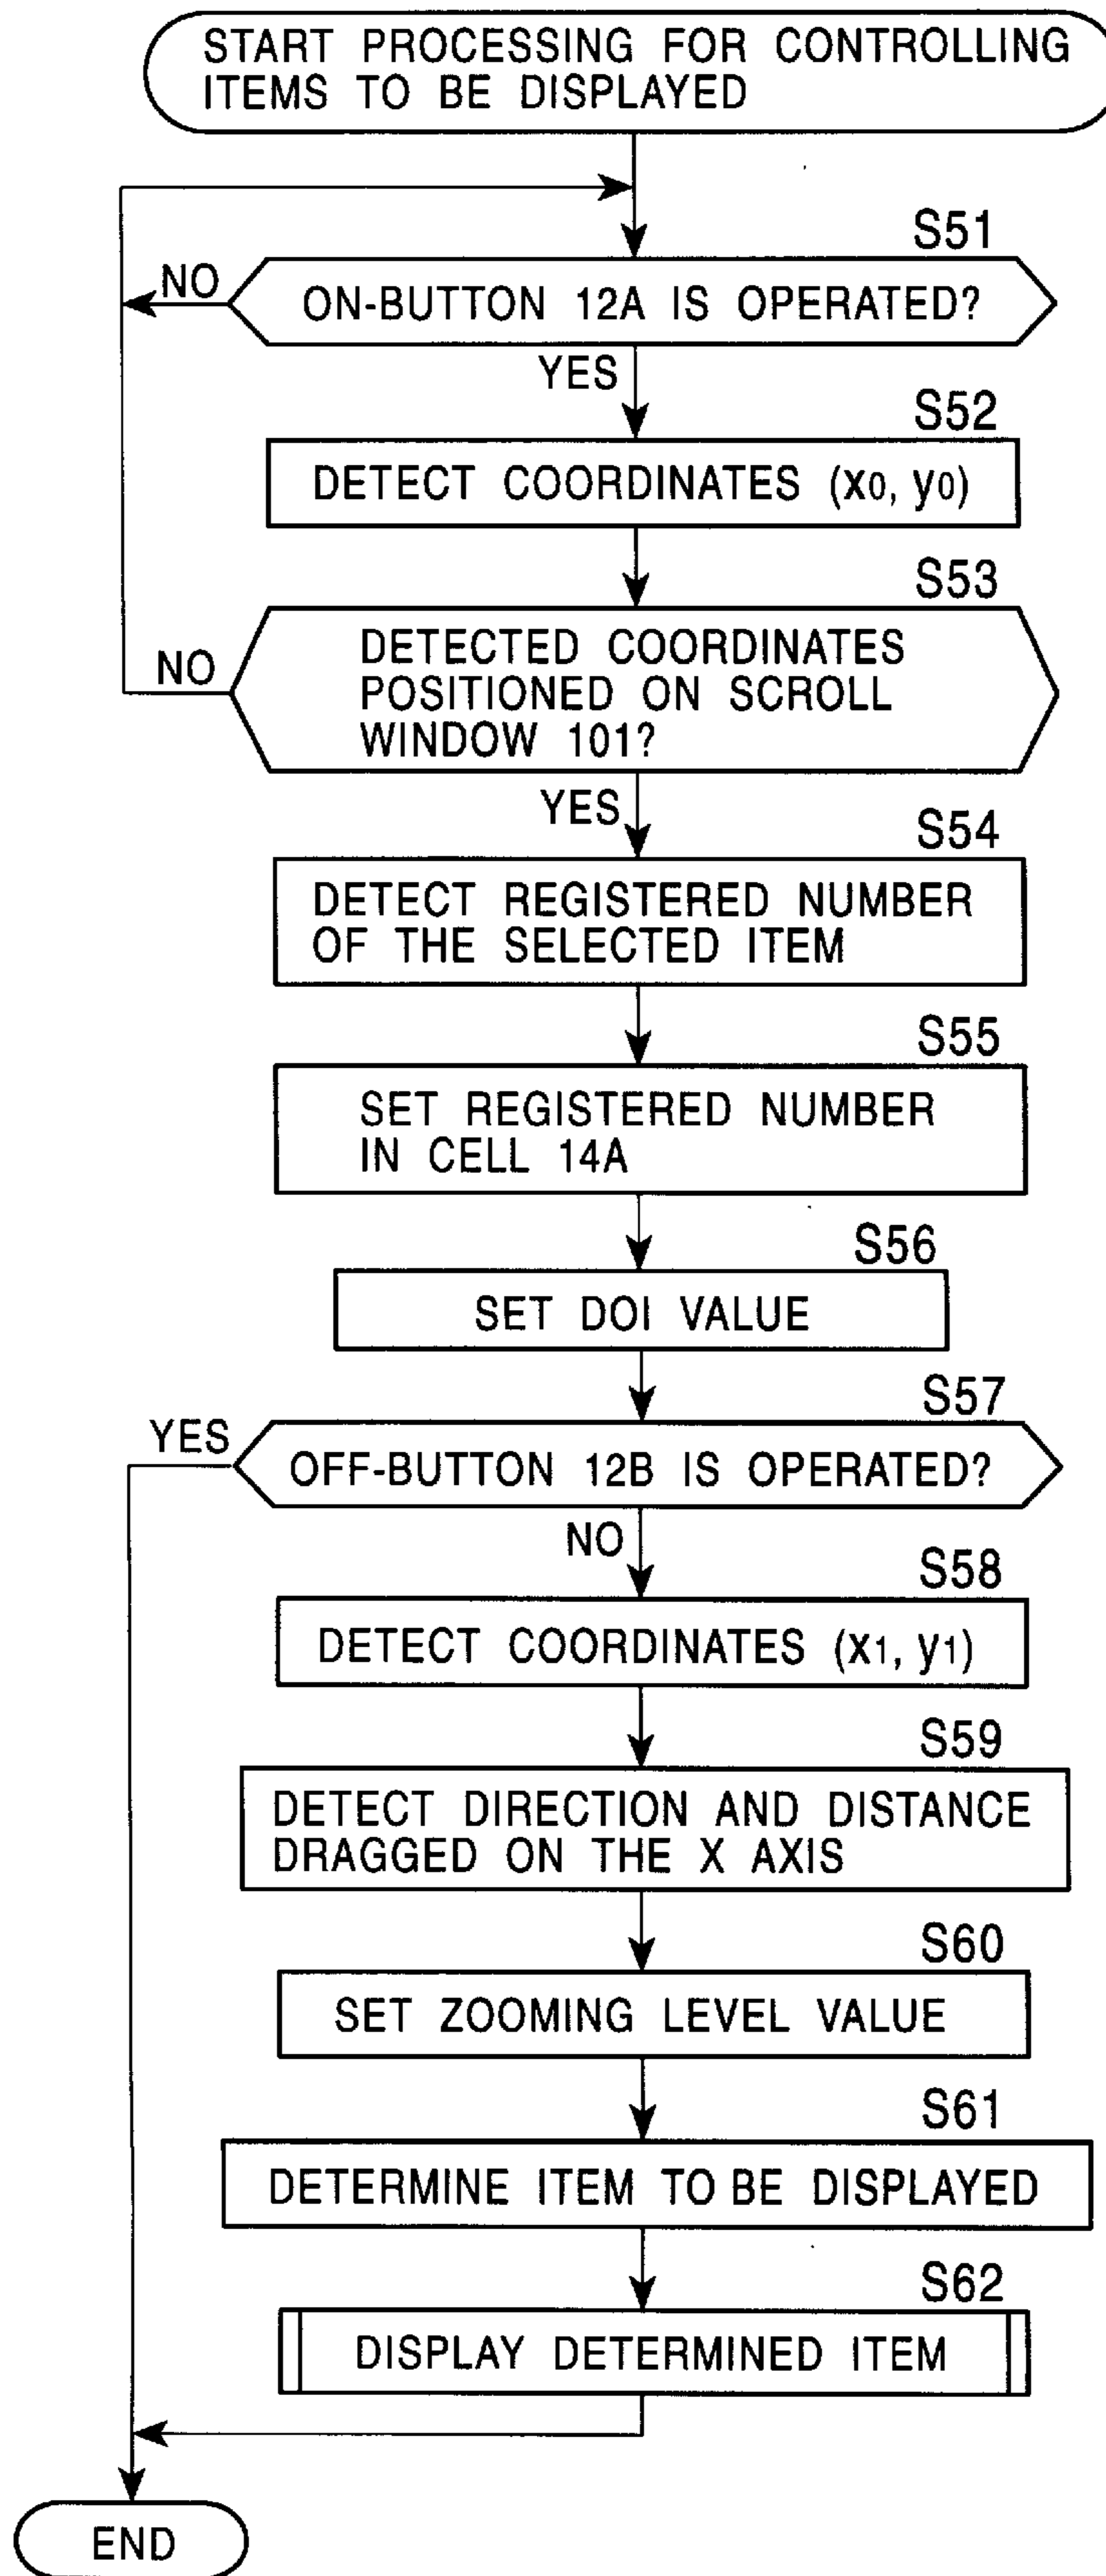 START PROCESSING FOR CONTROLLING
ITEMS TO BE DISPLAYED
S51
NO
ON-BUTTON 12A IS OPERATED?
YES
S52
DETECT COORDINATES (x0, y0)
S53
NO
DETECTED COORDINATES
POSITIONED ON SCROLL
WINDOW 101?
YES
S54
DETECT REGISTERED NUMBER
OF THE SELECTED ITEM
S55
SET REGISTERED NUMBER
IN CELL 14A
S56
SET DOI VALUE
S57
YES
OFF-BUTTON 12B IS OPERATED?
NO
S58
DETECT COORDINATES (x1, y1)
S59
DETECT DIRECTION AND DISTANCE
DRAGGED ON THE X AXIS
S60
SET ZOOMING LEVEL VALUE
S61
DETERMINE ITEM TO BE DISPLAYED
S62
DISPLAY DETERMINED ITEM
END